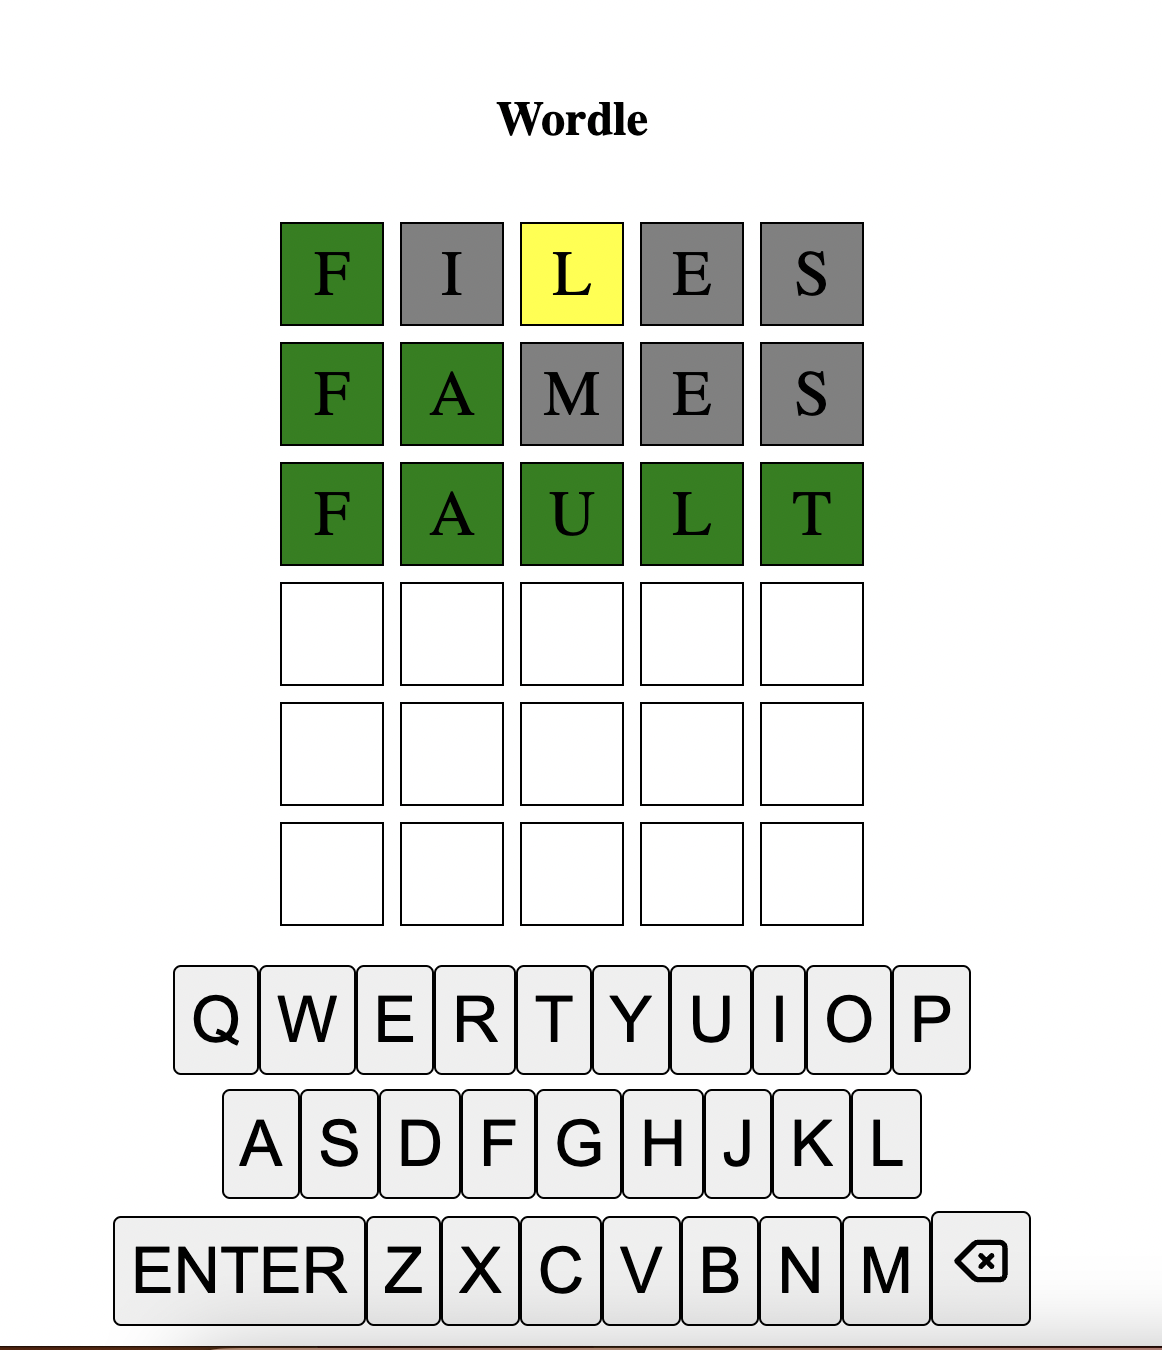 Wordle
F I L E S
F A M E S
F A U L T
Q W E R T Y U I O P
A S D F G H J K L
ENTER Z X C V B N M